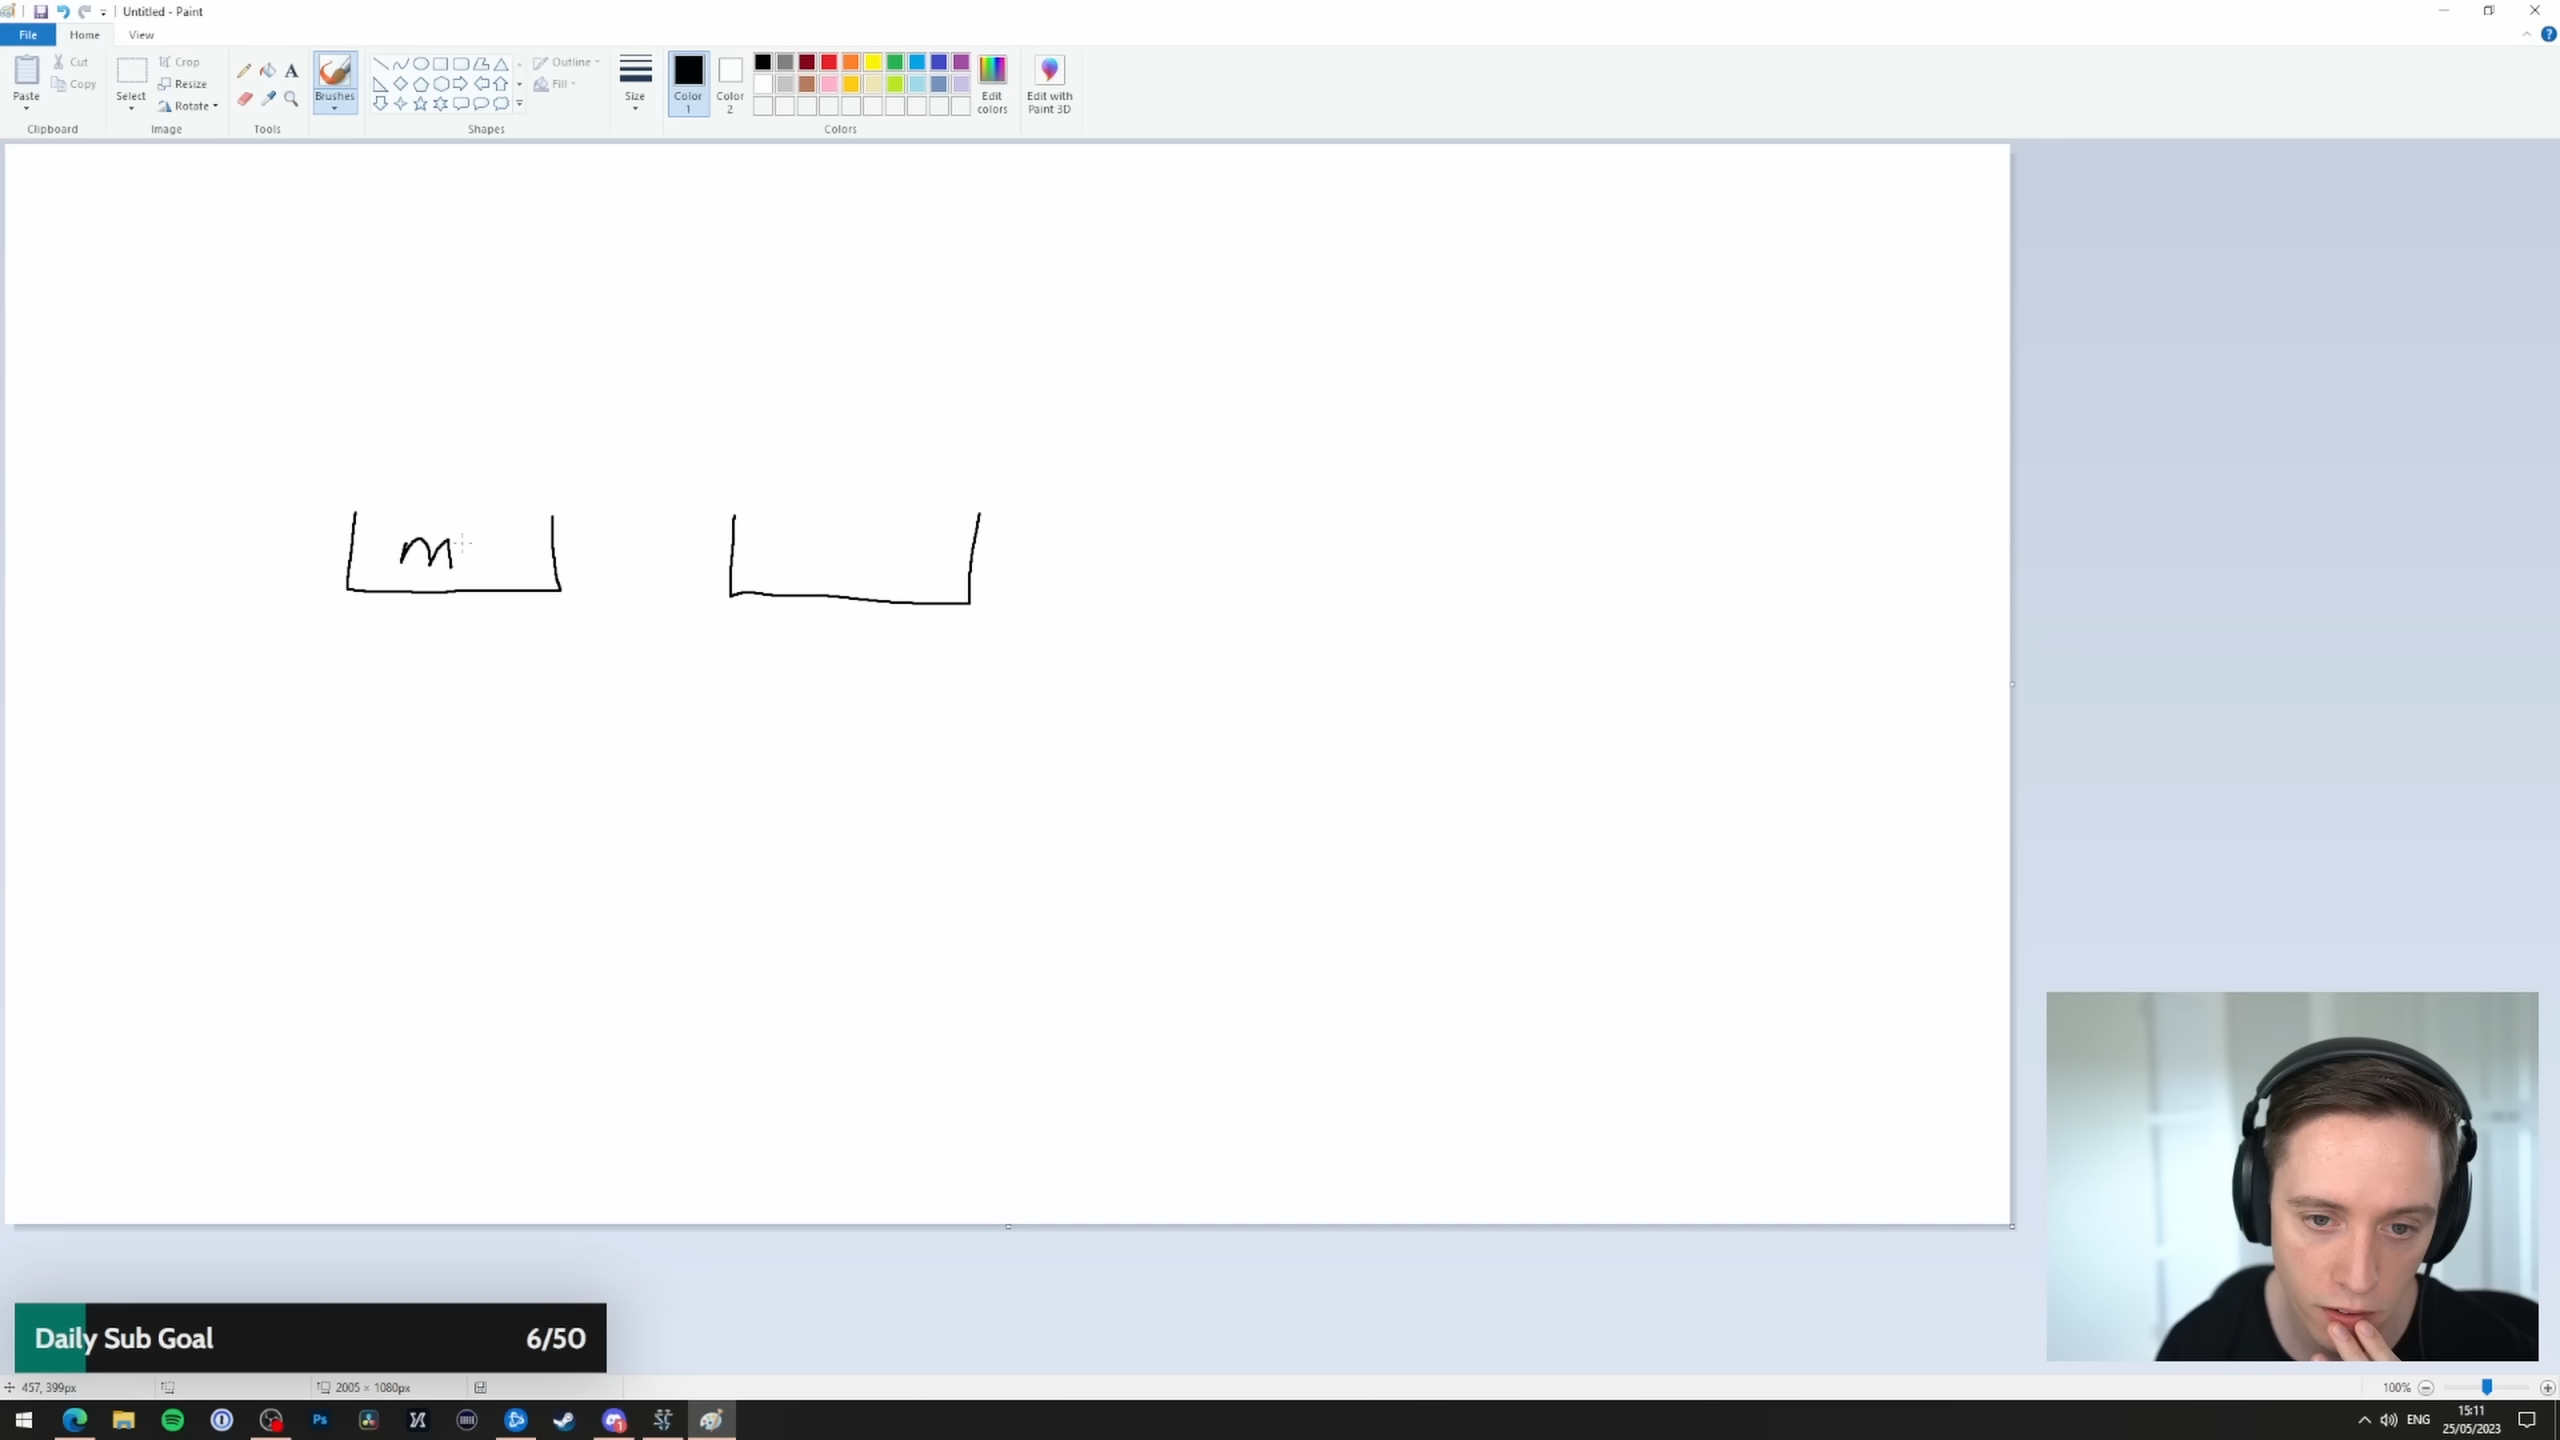 Untitled - Paint
File
Home
View
Paste
Cut
Copy
Clipboard
Select
Crop
Resize
Rotate
Image
A
Tools
Brushes
Shapes
Outline
Fill
Size
Color
1
Color
2
Edit
colors
Colors
Edit with
Paint 3D
m
Daily Sub Goal 6/50
457, 399px
2005 × 1080px
100%
Ps
1
ENG
15:11
25/05/2023